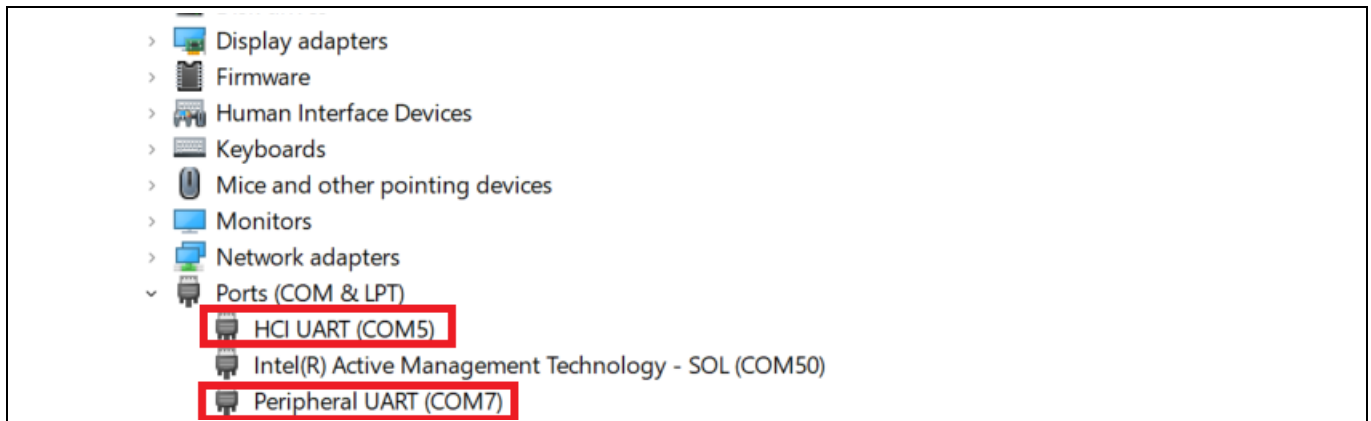 Display adapters
Firmware
Human Interface Devices
Keyboards
Mice and other pointing devices
Monitors
Network adapters
Ports (COM & LPT)
HCI UART (COM5)
Intel(R) Active Management Technology - SOL (COM50)
Peripheral UART (COM7)